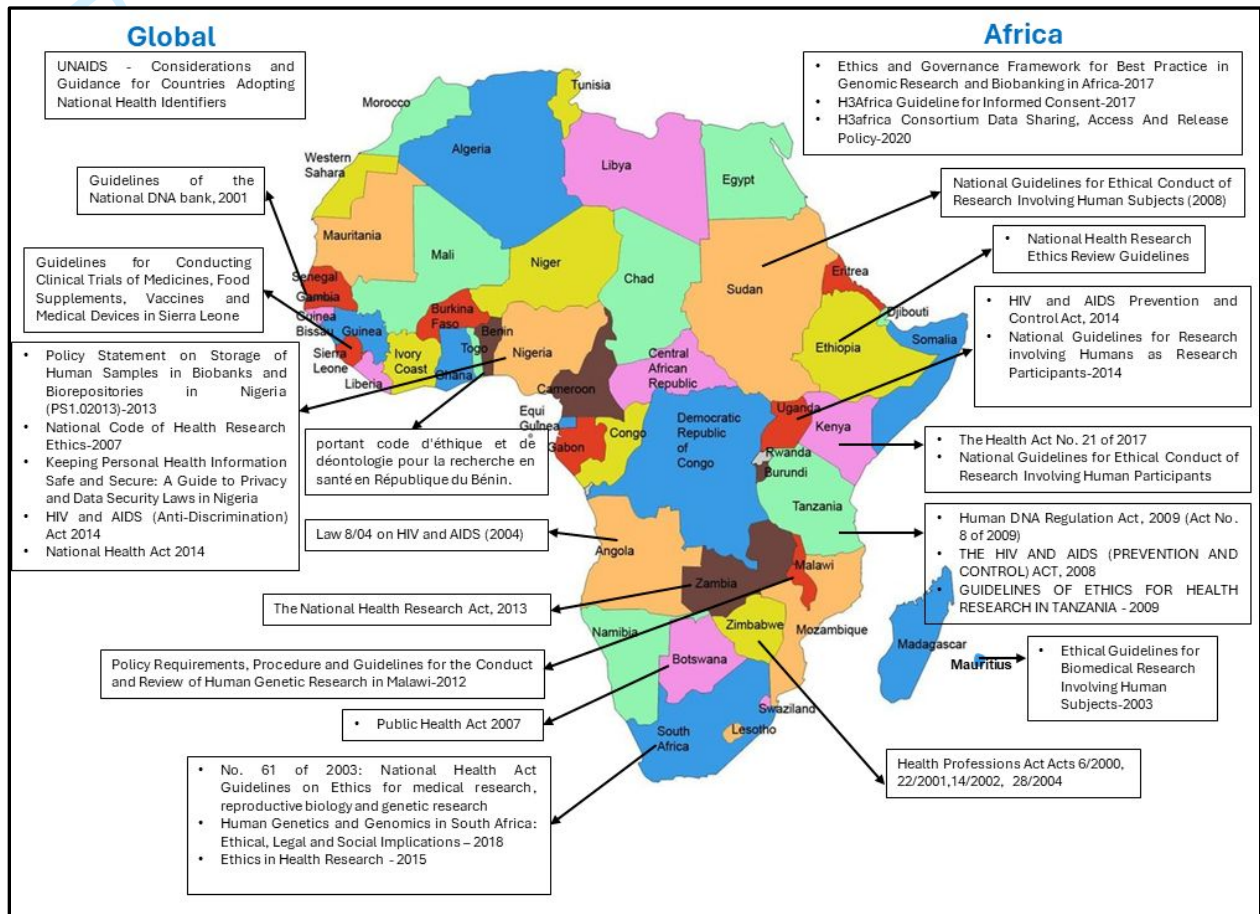 Global
UNAIDS - Considerations and
Guidance for Countries Adopting
National Health Identifiers
Guidelines of the
National DNA bank, 2001
Guidelines for Conducting
Clinical Trials of Medicines, Food
Supplements, Vaccines and
Medical Devices in Sierra Leone
• Policy Statement on Storage of
Human Samples in Biobanks and
Biorepositories in Nigeria
(PS1.02013)-2013
• National Code of Health Research
Ethics-2007
• Keeping Personal Health Information
Safe and Secure: A Guide to Privacy
and Data Security Laws in Nigeria
• HIV and AIDS (Anti-Discrimination)
Act 2014
• National Health Act 2014
portant code d'éthique et de
déontologie pour la recherche en
santé en République du Bénin.
Law 8/04 on HIV and AIDS (2004)
The National Health Research Act, 2013
Policy Requirements, Procedure and Guidelines for the Conduct
and Review of Human Genetic Research in Malawi-2012
• Public Health Act 2007
• No. 61 of 2003: National Health Act
Guidelines on Ethics for medical research,
reproductive biology and genetic research
• Human Genetics and Genomics in South Africa:
Ethical, Legal and Social Implications – 2018
• Ethics in Health Research - 2015
Africa
• Ethics and Governance Framework for Best Practice in
Genomic Research and Biobanking in Africa-2017
• H3Africa Guideline for Informed Consent-2017
• H3africa Consortium Data Sharing, Access And Release
Policy-2020
National Guidelines for Ethical Conduct of
Research Involving Human Subjects (2008)
• National Health Research
Ethics Review Guidelines
• HIV and AIDS Prevention and
Control Act, 2014
• National Guidelines for Research
involving Humans as Research
Participants-2014
• The Health Act No. 21 of 2017
• National Guidelines for Ethical Conduct of
Research Involving Human Participants
• Human DNA Regulation Act, 2009 (Act No.
8 of 2009)
• THE HIV AND AIDS (PREVENTION AND
CONTROL) ACT, 2008
• GUIDELINES OF ETHICS FOR HEALTH
RESEARCH IN TANZANIA - 2009
• Ethical Guidelines for
Biomedical Research
Involving Human
Subjects-2003
Health Professions Act Acts 6/2000,
22/2001,14/2002, 28/2004
Tunisia
Morocco
Algeria
Libya
Egypt
Western
Sahara
Mauritania
Mali
Niger
Chad
Sudan
Eritrea
Djibouti
Senegal
Gambia
Guinea
Bissau
Guinea
Sierra
Leone
Liberia
Ivory
Coast
Burkina
Faso
Ghana
Togo
Benin
Nigeria
Cameroon
Central
African
Republic
Ethiopia
Somalia
Equi
Guinea
Gabon
Congo
Democratic
Republic
of
Congo
Uganda
Kenya
Rwanda
Burundi
Tanzania
Angola
Zambia
Malawi
Mozambique
Zimbabwe
Namibia
Botswana
Swaziland
Lesotho
South
Africa
Madagascar
Mauritius